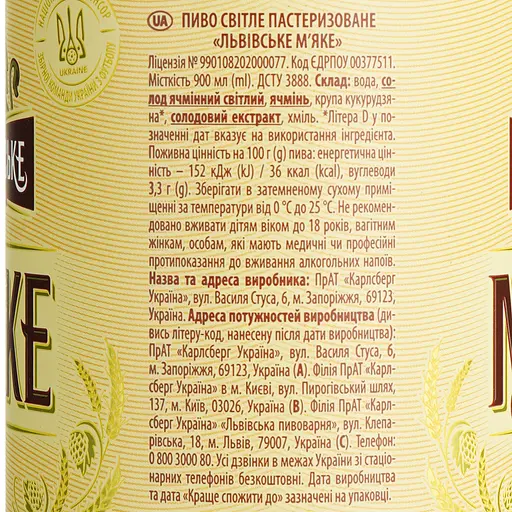 UA ПИВО СВІТЛЕ ПАСТЕРИЗОВАНЕ
«ЛЬВІВСЬКЕ М’ЯКЕ»
Ліцензія № 990108202000077. Код ЄДРПОУ 00377511.
Місткість 900 мл (ml). ДСТУ 3888. Склад: вода, со-
лод ячмінний світлий, ячмінь, крупа кукурудзя-
на*, солодовий екстракт, хміль. *Літера D у по-
значенні дат вказує на використання інгредієнта.
Поживна цінність на 100 г (g) пива: енергетична цін-
ність – 152 кДж (kJ) / 36 ккал (kcal), вуглеводи
3,3 г (g). Зберігати в затемненому сухому примі-
щенні за температури від 0 °C до 25 °C. Не рекомен-
довано вживати дітям віком до 18 років, вагітним
жінкам, особам, які мають медичні чи професійні
протипоказання до вживання алкогольних напоїв.
Назва та адреса виробника: ПрАТ «Карлсберг
Україна», вул. Василя Стуса, 6, м. Запоріжжя, 69123,
Україна. Адреса потужностей виробництва (ди-
вись літеру-код, нанесену після дати виробництва):
ПрАТ «Карлсберг Україна», вул. Василя Стуса, 6,
м. Запоріжжя, 69123, Україна (A). Філія ПрАТ «Карл-
сберг Україна» в м. Києві, вул. Пирогівський шлях,
137, м. Київ, 03026, Україна (B). Філія ПрАТ «Карл-
сберг Україна» «Львівська пивоварня», вул. Клепа-
рівська, 18, м. Львів, 79007, Україна (C). Телефон:
0 800 3000 80. Усі дзвінки в межах України зі стаціо-
нарних телефонів безкоштовні. Дата виробництва
та дата «Краще спожити до» зазначені на упаковці.
UKRAINE
ЗБІРНОЇ КОМАНДИ УКРАЇНИ З ФУТБОЛУ
ЬКЕ
КЕ